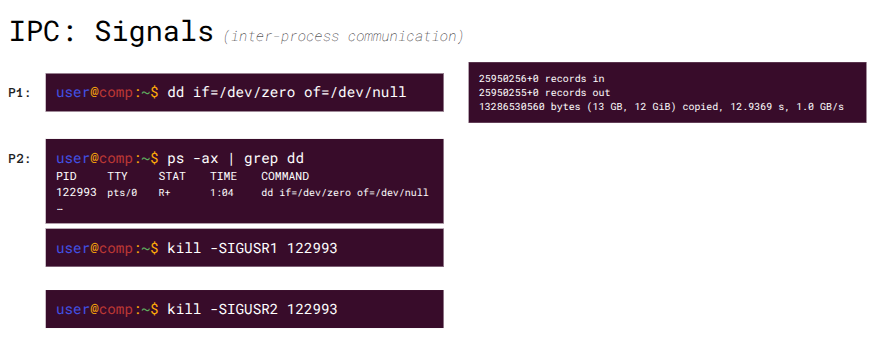 IPC: Signals (inter-process communication)
P1: user@comp:~$ dd if=/dev/zero of=/dev/null
25950256+0 records in
25950255+0 records out
13286530560 bytes (13 GB, 12 GiB) copied, 12.9369 s, 1.0 GB/s
P2: user@comp:~$ ps -ax | grep dd
PID TTY STAT TIME COMMAND
122993 pts/0 R+ 1:04 dd if=/dev/zero of=/dev/null
_
user@comp:~$ kill -SIGUSR1 122993
user@comp:~$ kill -SIGUSR2 122993